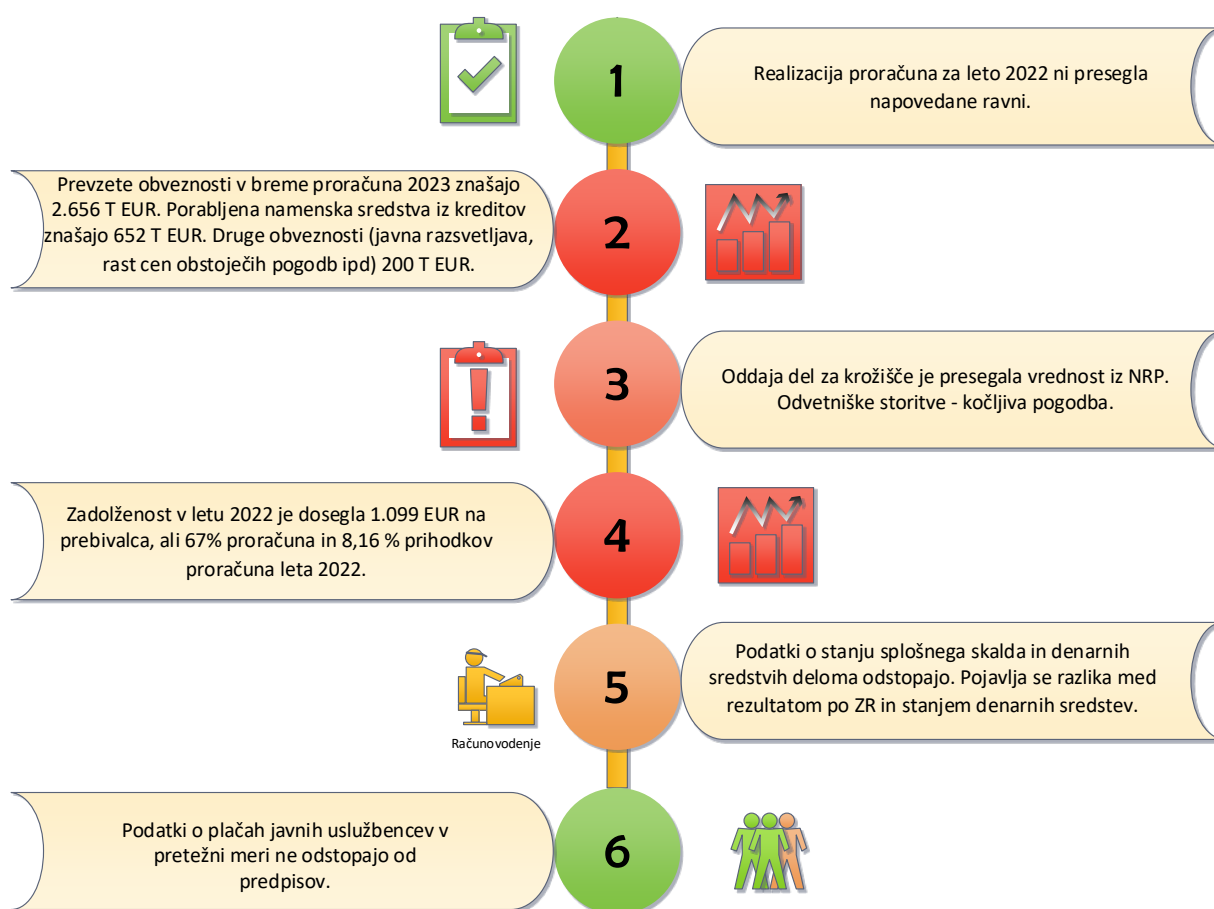 1
Realizacija proračuna za leto 2022 ni presegla
napovedane ravni.
Prevzete obveznosti v breme proračuna 2023 znašajo
2.656 T EUR. Porabljena namenska sredstva iz kreditov
znašajo 652 T EUR. Druge obveznosti (javna razsvetljava,
rast cen obstoječih pogodb ipd) 200 T EUR.
2
3
Oddaja del za krožišče je presegala vrednost iz NRP.
Odvetniške storitve - kočljiva pogodba.
Zadolženost v letu 2022 je dosegla 1.099 EUR na
prebivalca, ali 67% proračuna in 8,16 % prihodkov
proračuna leta 2022.
4
Računovodenje
5
Podatki o stanju splošnega skalda in denarnih
sredstvih deloma odstopajo. Pojavlja se razlika med
rezultatom po ZR in stanjem denarnih sredstev.
Podatki o plačah javnih uslužbencev v
pretežni meri ne odstopajo od
predpisov.
6